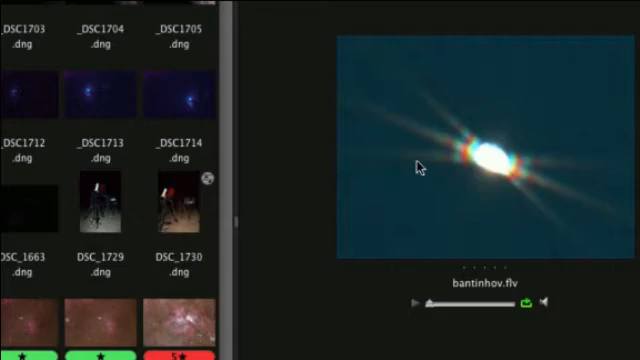 _DSC1703 _DSC1704 _DSC1705
.dng .dng .dng
_DSC1712 _DSC1713 _DSC1714
.dng .dng .dng
DSC_1663 DSC_1729 DSC_1730
.dng .dng .dng
bantinhov.flv
5★